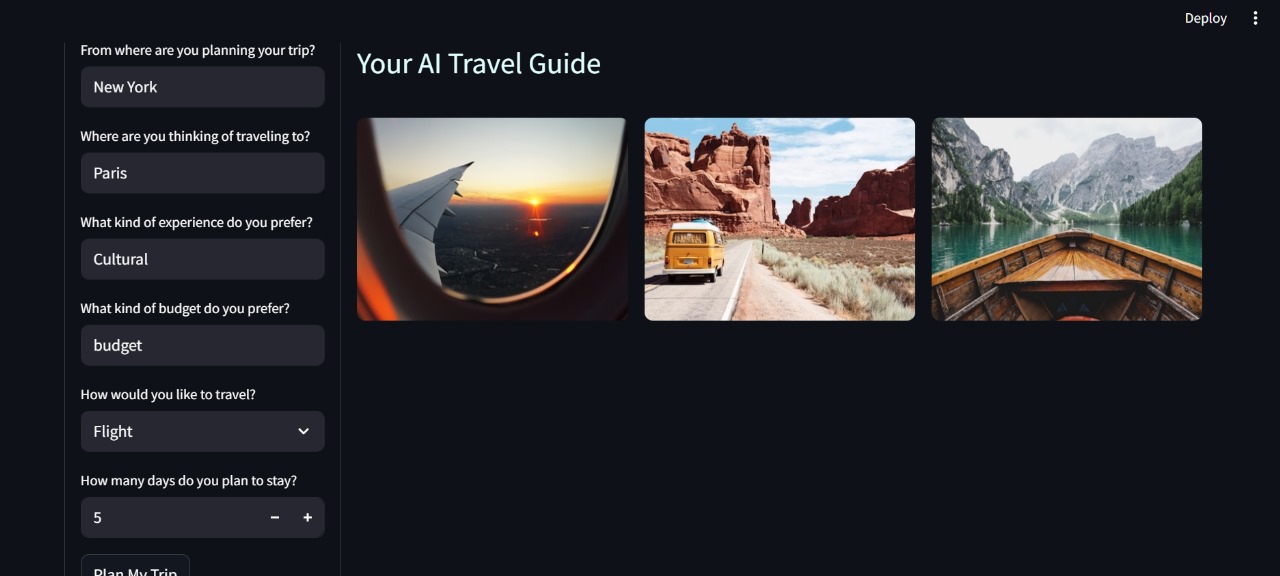 Deploy
From where are you planning your trip?
New York
Where are you thinking of traveling to?
Paris
What kind of experience do you prefer?
Cultural
What kind of budget do you prefer?
budget
How would you like to travel?
Flight
How many days do you plan to stay?
5
Plan My Trip
Your AI Travel Guide